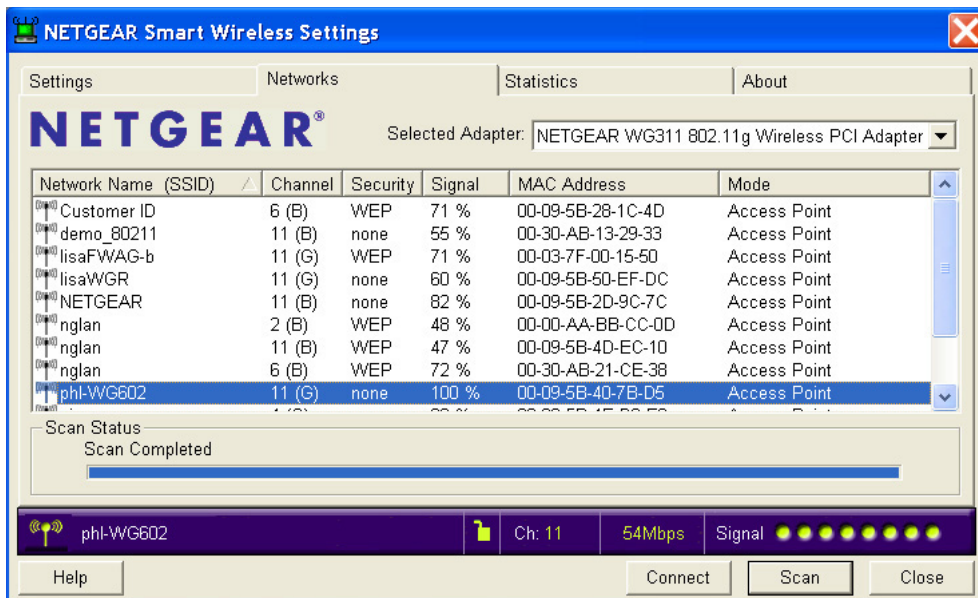 NETGEAR Smart Wireless Settings
Settings Networks Statistics About
NETGEAR® Selected Adapter: NETGEAR WG311 802.11g Wireless PCI Adapter
Network Name (SSID) Channel Security Signal MAC Address Mode
Customer ID 6 (B) WEP 71 % 00-09-5B-28-1C-4D Access Point
demo_80211 11 (B) none 55 % 00-30-AB-13-29-33 Access Point
lisaFWAG-b 11 (G) WEP 71 % 00-03-7F-00-15-50 Access Point
lisaWGR 11 (G) none 60 % 00-09-5B-50-EF-DC Access Point
NETGEAR 11 (B) none 82 % 00-09-5B-2D-9C-7C Access Point
nglan 2 (B) WEP 48 % 00-00-AA-BB-CC-0D Access Point
nglan 11 (B) WEP 47 % 00-09-5B-4D-EC-10 Access Point
nglan 6 (B) WEP 72 % 00-30-AB-21-CE-38 Access Point
phl-WG602 11 (G) none 100 % 00-09-5B-40-7B-D5 Access Point
Scan Status
Scan Completed
phl-WG602 Ch: 11 54Mbps Signal
Help Connect Scan Close